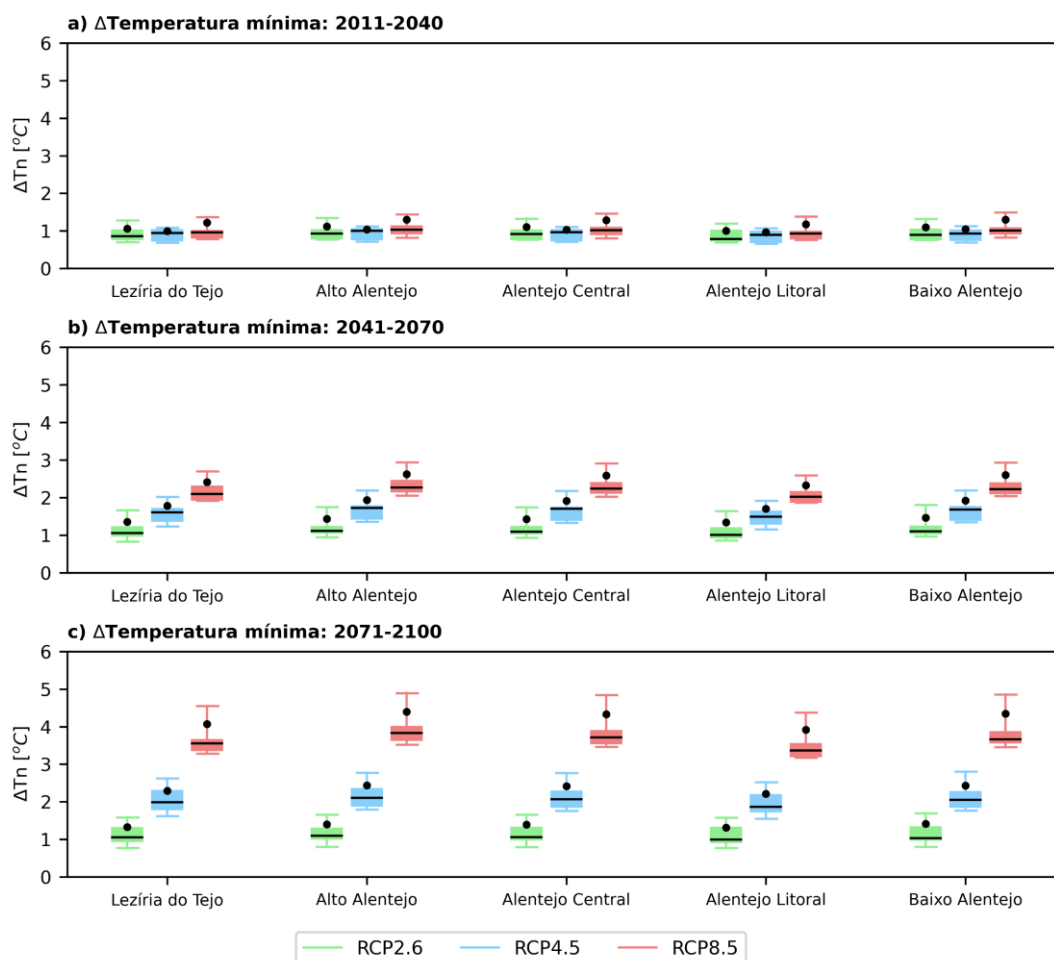 a) ΔTemperatura mínima: 2011-2040
6
5
4
3
2
1
0
ΔTn [°C]
Lezíria do Tejo Alto Alentejo Alentejo Central Alentejo Litoral Baixo Alentejo
b) ΔTemperatura mínima: 2041-2070
6
5
4
3
2
1
0
ΔTn [°C]
Lezíria do Tejo Alto Alentejo Alentejo Central Alentejo Litoral Baixo Alentejo
c) ΔTemperatura mínima: 2071-2100
6
5
4
3
2
1
0
ΔTn [°C]
Lezíria do Tejo Alto Alentejo Alentejo Central Alentejo Litoral Baixo Alentejo
RCP2.6 RCP4.5 RCP8.5